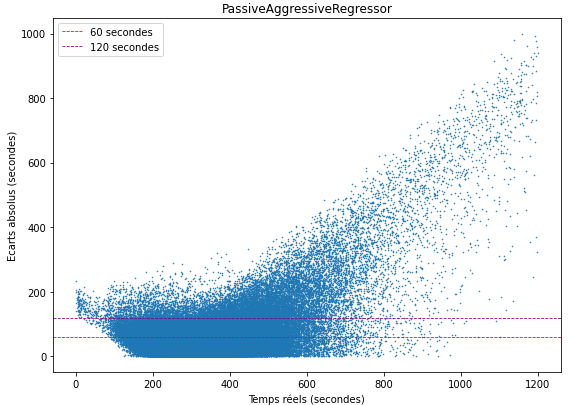 PassiveAggressiveRegressor
60 secondes
120 secondes
1000
800
600
400
200
0
Ecarts absolus (secondes)
0 200 400 600 800 1000 1200
Temps réels (secondes)